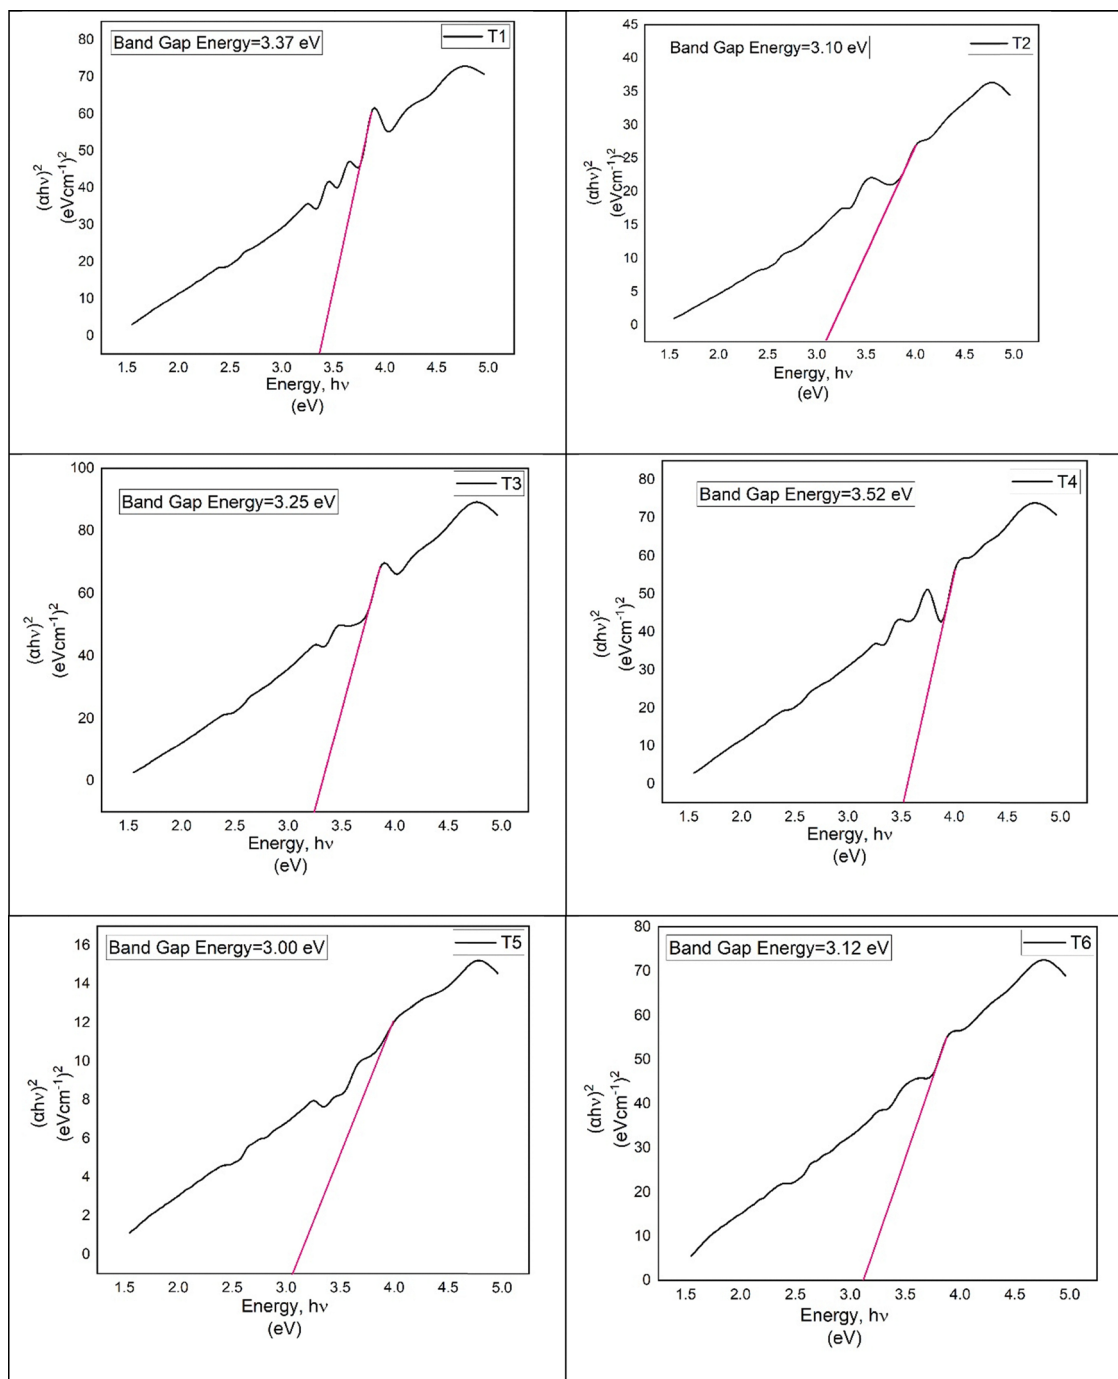 Band Gap Energy=3.37 eV
T1
80
70
60
50
40
30
20
10
0
(αhν)²
(eVcm⁻¹)²
1.5 2.0 2.5 3.0 3.5 4.0 4.5 5.0
Energy, hν
(eV)
Band Gap Energy=3.10 eV
T2
45
40
35
30
25
20
15
10
5
0
(αhν)²
(eVcm⁻¹)²
1.5 2.0 2.5 3.0 3.5 4.0 4.5 5.0
Energy, hν
(eV)
Band Gap Energy=3.25 eV
T3
100
80
60
40
20
0
(αhν)²
(eVcm⁻¹)²
1.5 2.0 2.5 3.0 3.5 4.0 4.5 5.0
Energy, hν
(eV)
Band Gap Energy=3.52 eV
T4
80
70
60
50
40
30
20
10
0
(αhν)²
(eVcm⁻¹)²
1.5 2.0 2.5 3.0 3.5 4.0 4.5 5.0
Energy, hν
(eV)
Band Gap Energy=3.00 eV
T5
16
14
12
10
8
6
4
2
0
(αhν)²
(eVcm⁻¹)²
1.5 2.0 2.5 3.0 3.5 4.0 4.5 5.0
Energy, hν
(eV)
Band Gap Energy=3.12 eV
T6
80
70
60
50
40
30
20
10
0
(αhν)²
(eVcm⁻¹)²
1.5 2.0 2.5 3.0 3.5 4.0 4.5 5.0
Energy, hν
(eV)